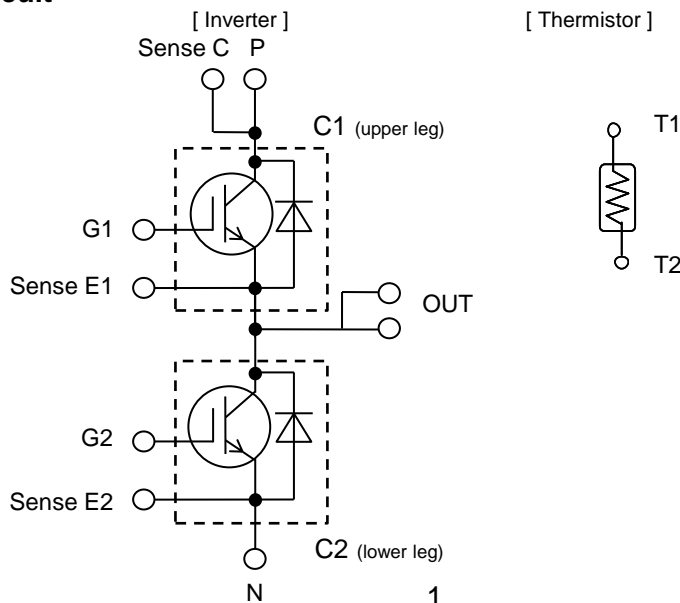 [ Inverter ]
[ Thermistor ]
Sense C P
C1 (upper leg)
T1
G1
T2
Sense E1
OUT
G2
Sense E2
C2 (lower leg)
N
1